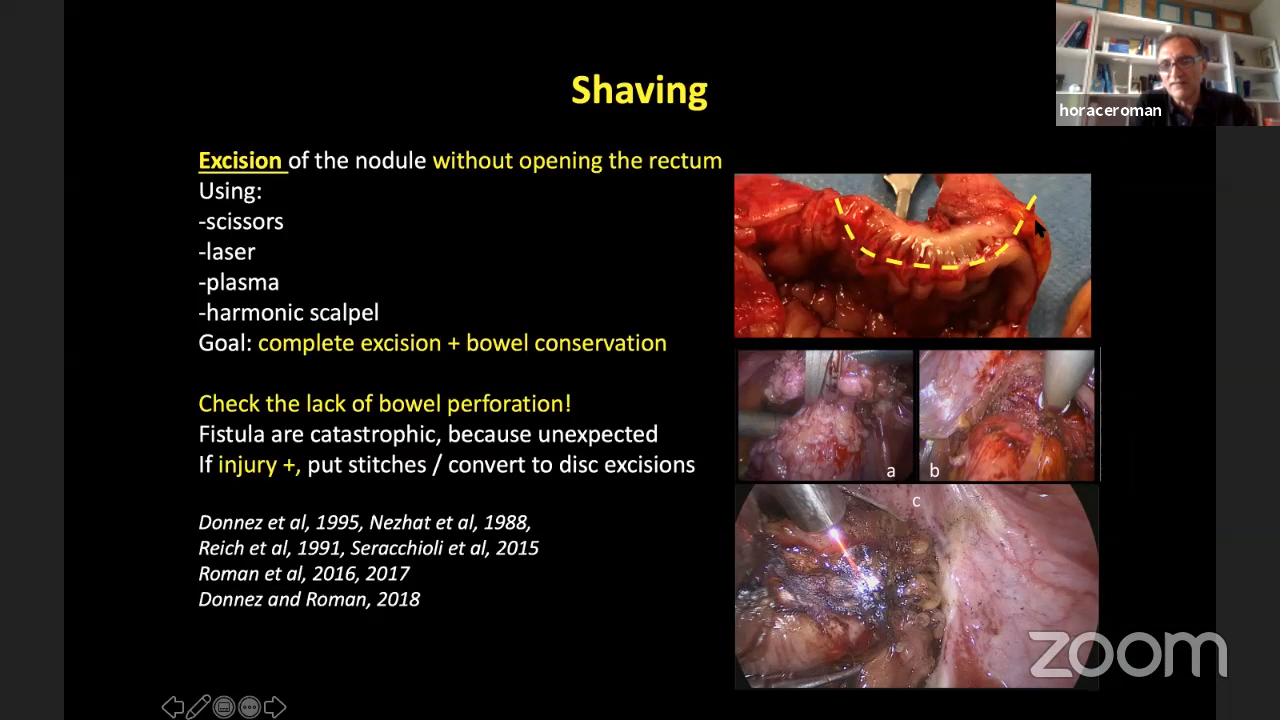 horaceroman
Shaving
Excision of the nodule without opening the rectum
Using:
-scissors
-laser
-plasma
-harmonic scalpel
Goal: complete excision + bowel conservation
Check the lack of bowel perforation!
Fistula are catastrophic, because unexpected
If injury +, put stitches / convert to disc excisions
Donnez et al, 1995, Nezhat et al, 1988,
Reich et al, 1991, Seracchioli et al, 2015
Roman et al, 2016, 2017
Donnez and Roman, 2018
a
b
c
zoom